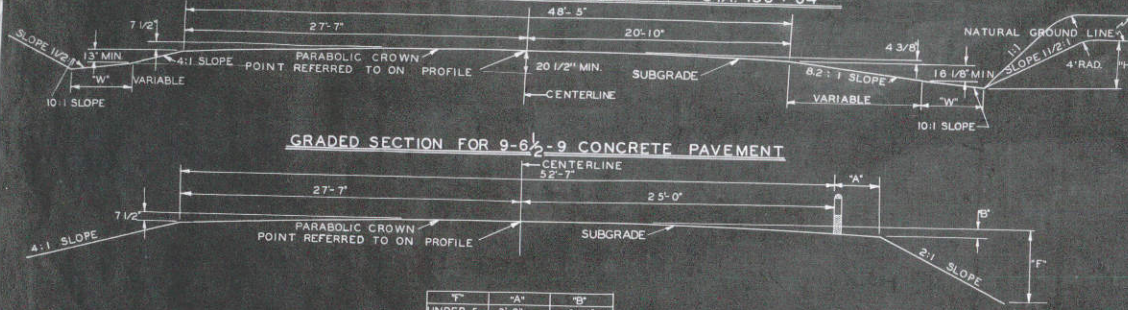 48'- 5"
27'-7"
20'-10"
7 1/2"
SLOPE 1 1/2:1
13" MIN.
4:1 SLOPE
"W"
VARIABLE
10:1 SLOPE
PARABOLIC CROWN
POINT REFERRED TO ON PROFILE
20 1/2" MIN.
CENTERLINE
SUBGRADE
4 3/8"
8.2 : 1 SLOPE
VARIABLE
"W"
16 1/8" MIN
10:1 SLOPE
NATURAL GROUND LINE
1:1
SLOPE 1 1/2:1
4' RAD.
"H
GRADED SECTION FOR 9-6 1/2-9 CONCRETE PAVEMENT
CENTERLINE
52'-7"
"A"
27'-7"
25'-0"
7 1/2"
4:1 SLOPE
PARABOLIC CROWN
POINT REFERRED TO ON PROFILE
SUBGRADE
"B"
2:1 SLOPE
"F"
"F" "A" "B"
UNDER